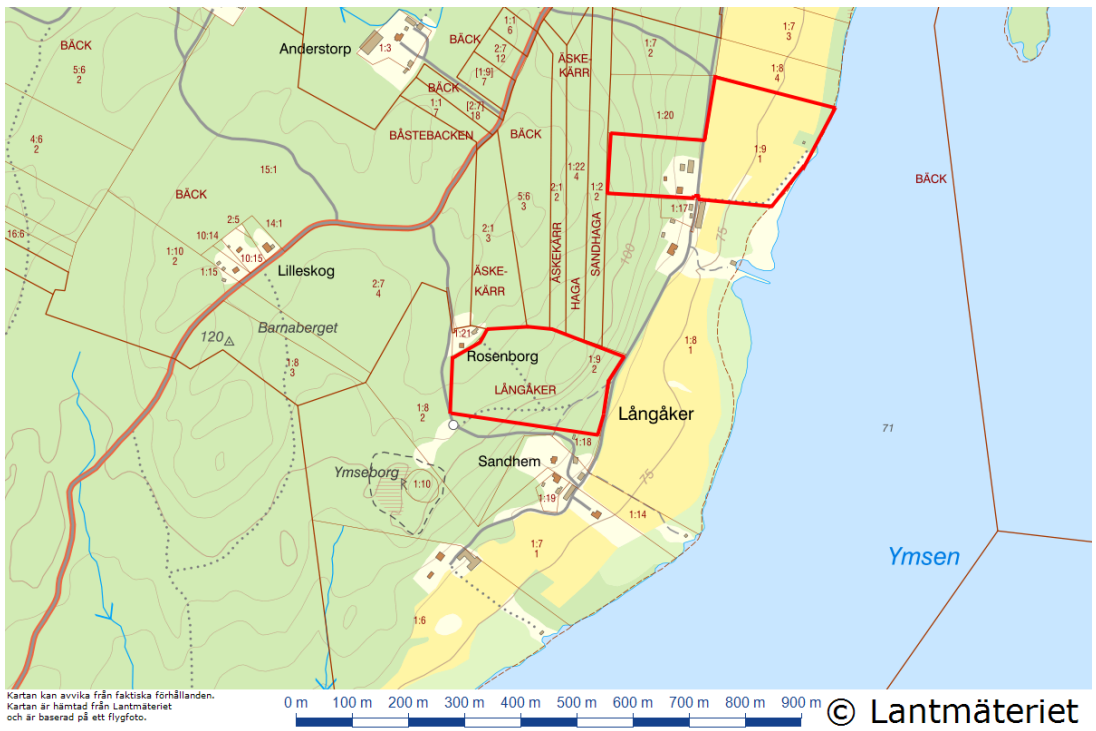 1:1
6
BÄCK
Anderstorp
1:3
BÄCK
2:7
12
ÄSKE-
KÄRR
1:7
2
1:7
3
BÄCK
5:6
2
[1:9]
7
1:8
4
BÄCK
1:1
7
[2:7]
18
1:20
4:6
2
BÅSTEBACKEN
BÄCK
1:9
1
15:1
1:22
4
BÄCK
BÄCK
2:1
2
1:2
2
5:6
3
1:17
2:5
14:1
10:14
16:6
2:1
3
75
1:10
2
10:15
1:15
Lilleskog
ÄSKE-
KÄRR
ÄSKEKÄRR
HAGA
SANDHAGA
100
2:7
4
Barnaberget
120
1:21
1:8
1
Rosenborg
1:9
2
1:8
3
LÅNGÅKER
1:8
2
Långåker
71
1:18
Sandhem
Ymseborg
75
R
1:10
1:19
1:14
1:7
1
Ymsen
1:6
Kartan kan avvika från faktiska förhållanden.
Kartan är hämtad från Lantmäteriet
och är baserad på ett flygfoto.
0 m 100 m 200 m 300 m 400 m 500 m 600 m 700 m 800 m 900 m
© Lantmäteriet